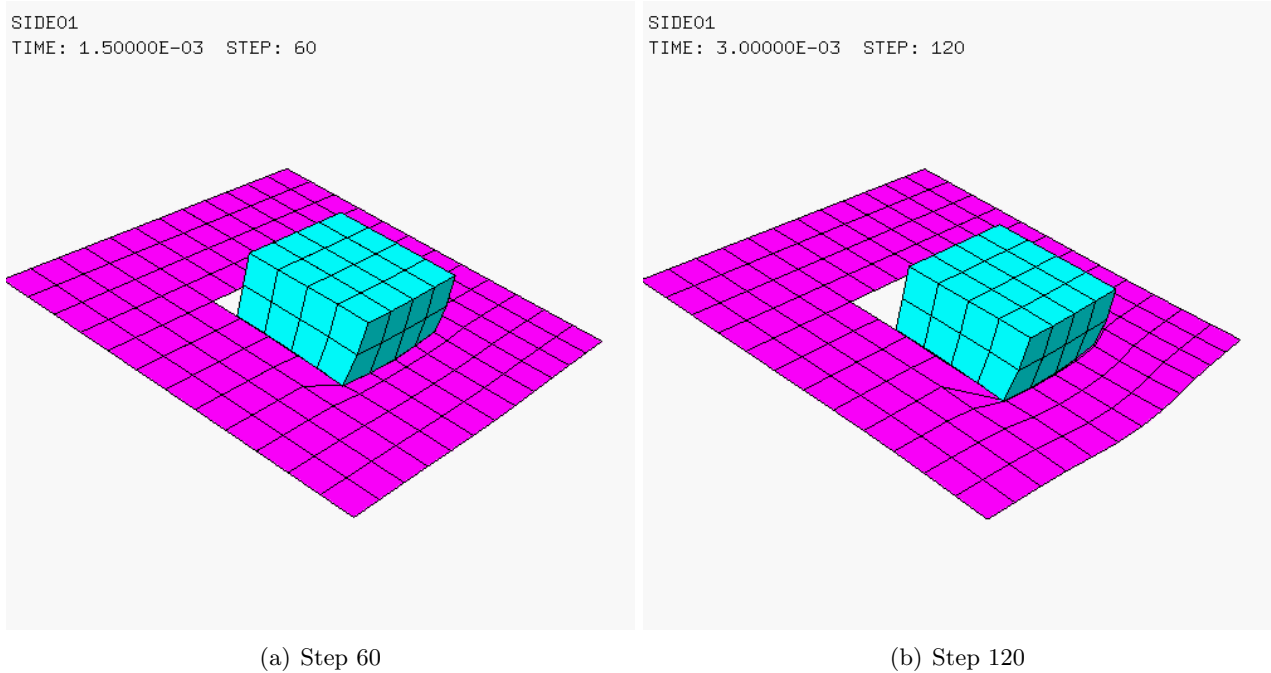 SIDE01
TIME: 1.50000E-03 STEP: 60
SIDE01
TIME: 3.00000E-03 STEP: 120
(a) Step 60
(b) Step 120